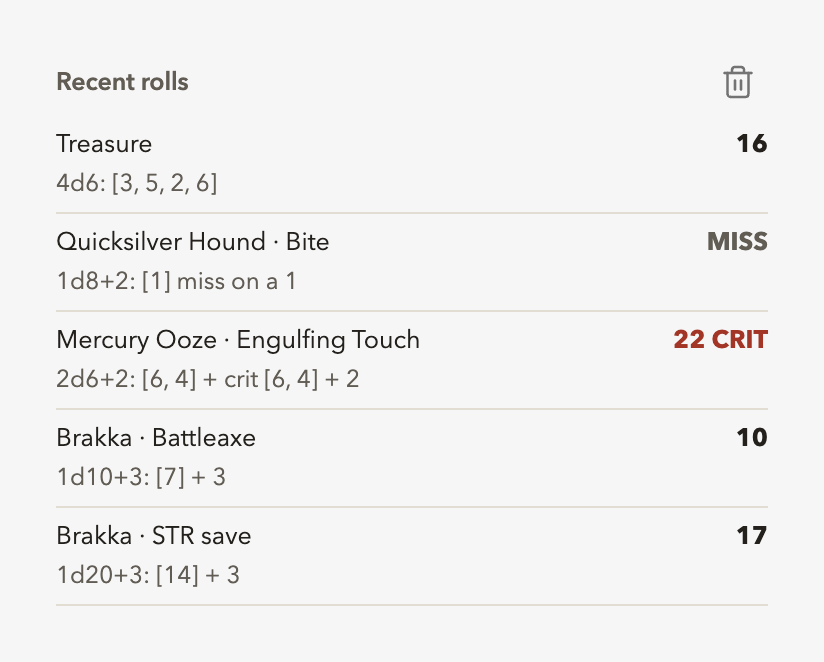 Recent rolls
Treasure 16
4d6: [3, 5, 2, 6]
Quicksilver Hound · Bite MISS
1d8+2: [1] miss on a 1
Mercury Ooze · Engulfing Touch 22 CRIT
2d6+2: [6, 4] + crit [6, 4] + 2
Brakka · Battleaxe 10
1d10+3: [7] + 3
Brakka · STR save 17
1d20+3: [14] + 3